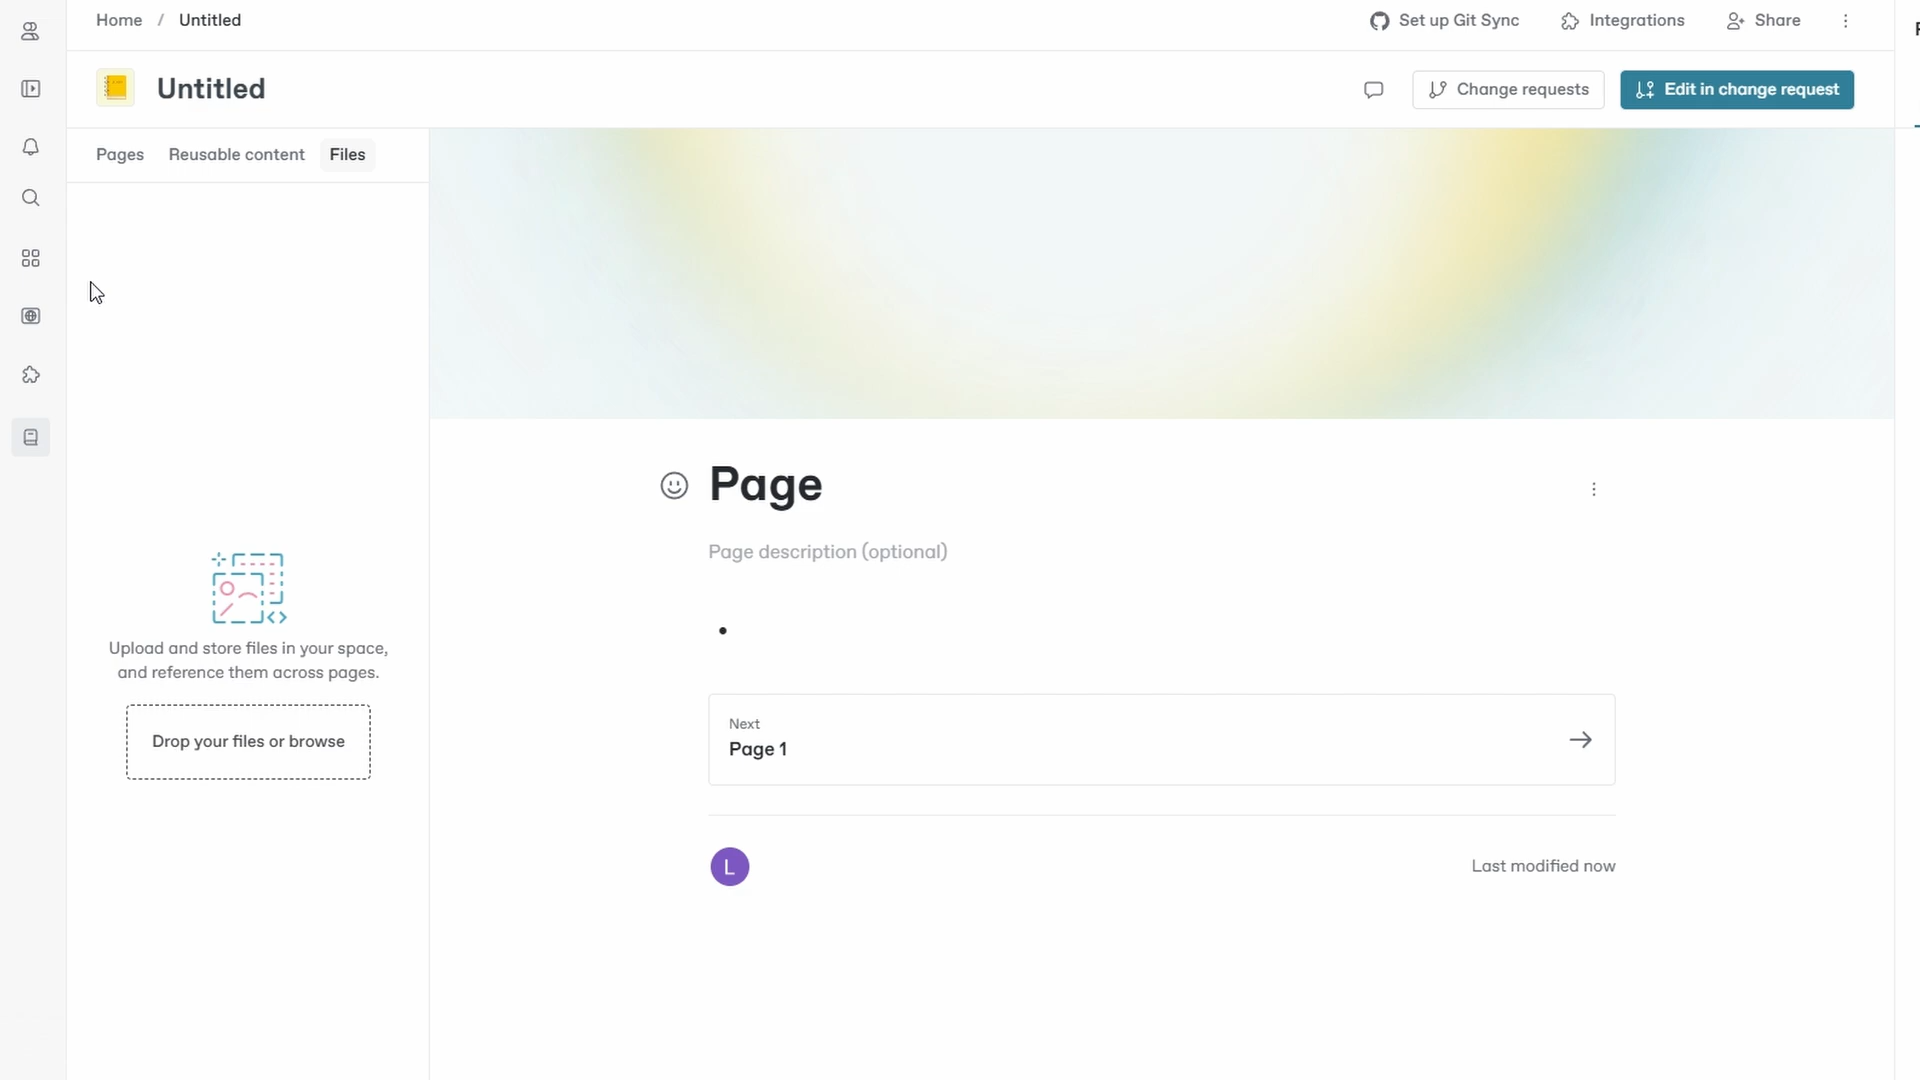 Home / Untitled
Set up Git Sync
Integrations
Share
Untitled
Change requests
Edit in change request
Pages
Reusable content
Files
Page
Page description (optional)
•
Upload and store files in your space,
and reference them across pages.
Drop your files or browse
Next
Page 1
L
Last modified now